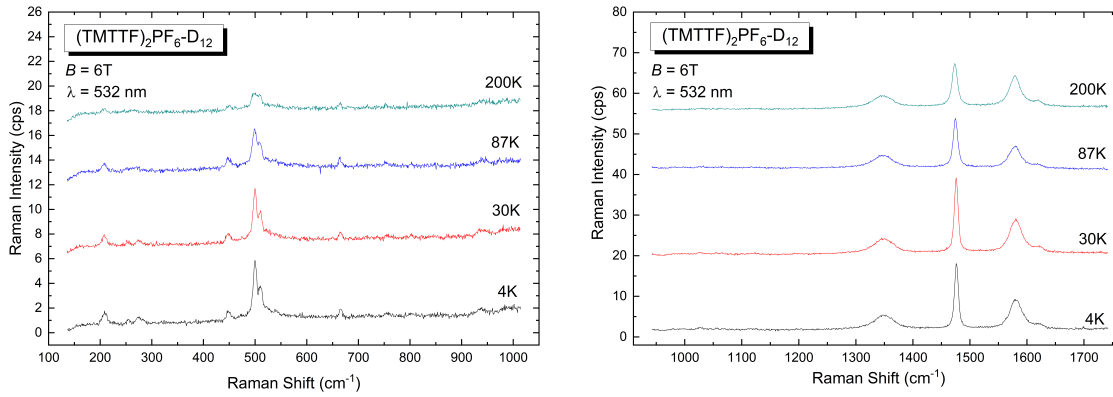 (TMTTF)₂PF₆-D₁₂
B = 6T
λ = 532 nm
200K
87K
30K
4K
Raman Intensity (cps)
26
24
22
20
18
16
14
12
10
8
6
4
2
0
100 200 300 400 500 600 700 800 900 1000
Raman Shift (cm⁻¹)
(TMTTF)₂PF₆-D₁₂
B = 6T
λ = 532 nm
200K
87K
30K
4K
Raman Intensity (cps)
80
70
60
50
40
30
20
10
0
1000 1100 1200 1300 1400 1500 1600 1700
Raman Shift (cm⁻¹)